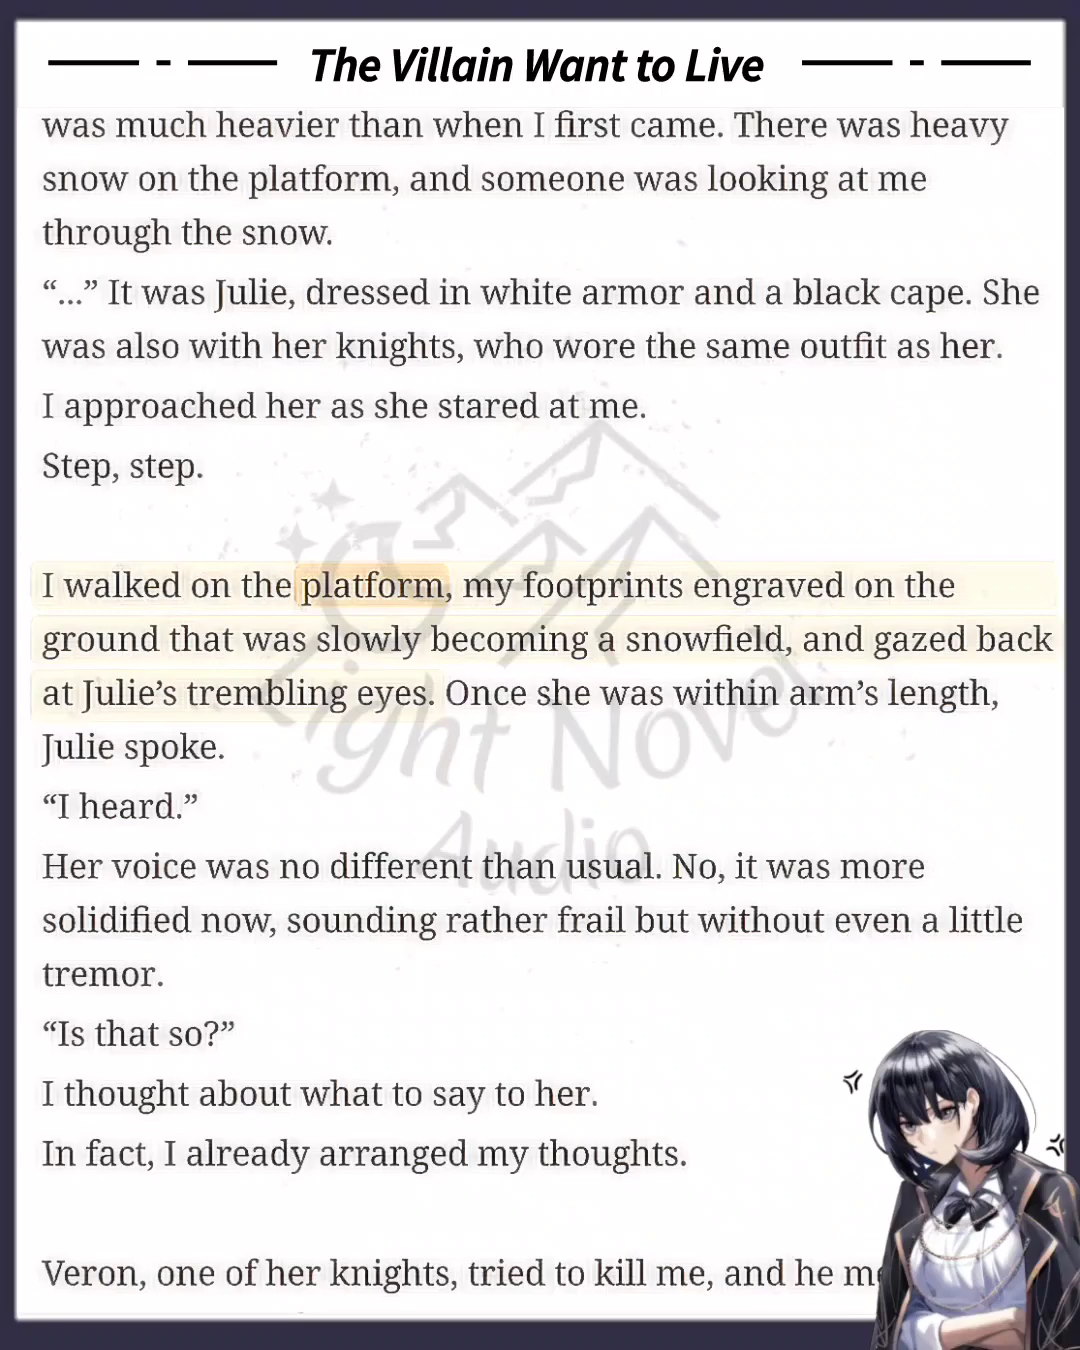 The Villain Want to Live
was much heavier than when I first came. There was heavy
snow on the platform, and someone was looking at me
through the snow.
“...” It was Julie, dressed in white armor and a black cape. She
was also with her knights, who wore the same outfit as her.
I approached her as she stared at me.
Step, step.
I walked on the platform, my footprints engraved on the
ground that was slowly becoming a snowfield, and gazed back
at Julie’s trembling eyes. Once she was within arm’s length,
Julie spoke.
“I heard.”
Her voice was no different than usual. No, it was more
solidified now, sounding rather frail but without even a little
tremor.
“Is that so?”
I thought about what to say to her.
In fact, I already arranged my thoughts.
Veron, one of her knights, tried to kill me, and he
Light Novel
Audio